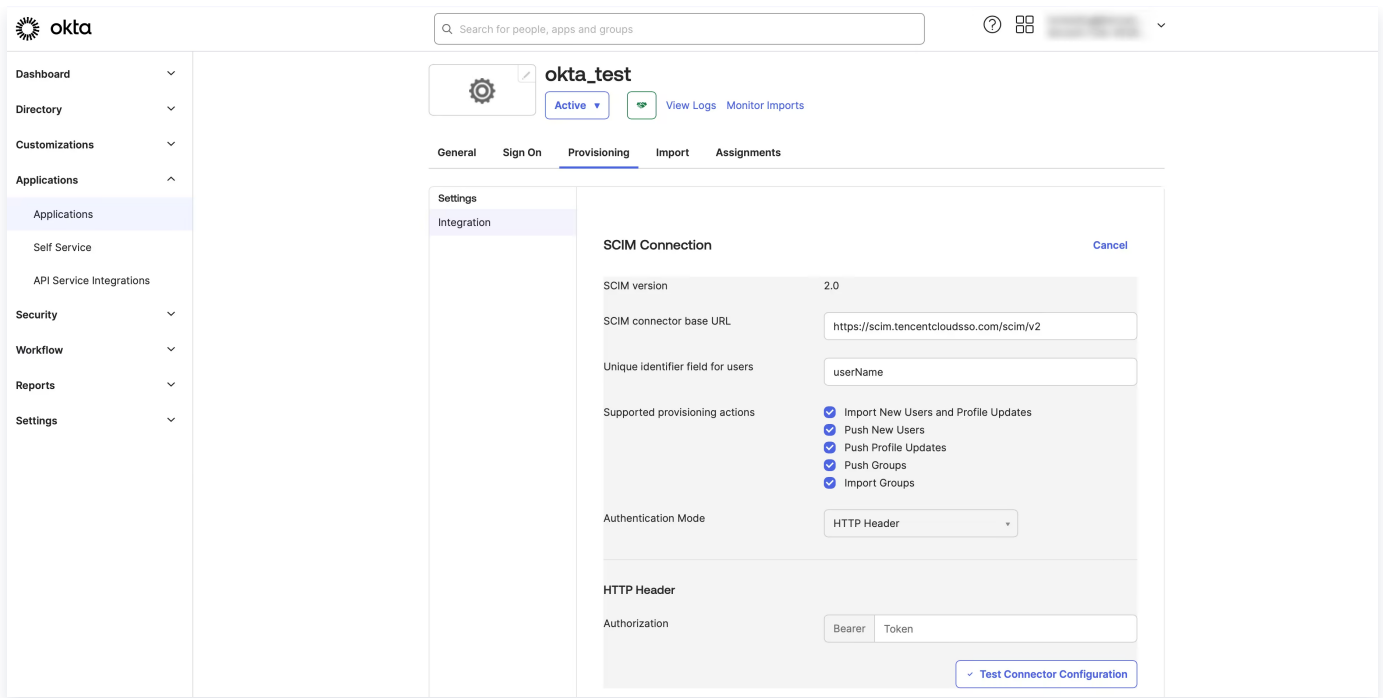 okta
Search for people, apps and groups
Dashboard
Directory
Customizations
Applications
Applications
Self Service
API Service Integrations
Security
Workflow
Reports
Settings
okta_test
Active
View Logs Monitor Imports
General Sign On Provisioning Import Assignments
Settings
Integration
SCIM Connection Cancel
SCIM version 2.0
SCIM connector base URL https://scim.tencentcloudsso.com/scim/v2
Unique identifier field for users userName
Supported provisioning actions Import New Users and Profile Updates
Push New Users
Push Profile Updates
Push Groups
Import Groups
Authentication Mode HTTP Header
HTTP Header
Authorization Bearer Token
Test Connector Configuration